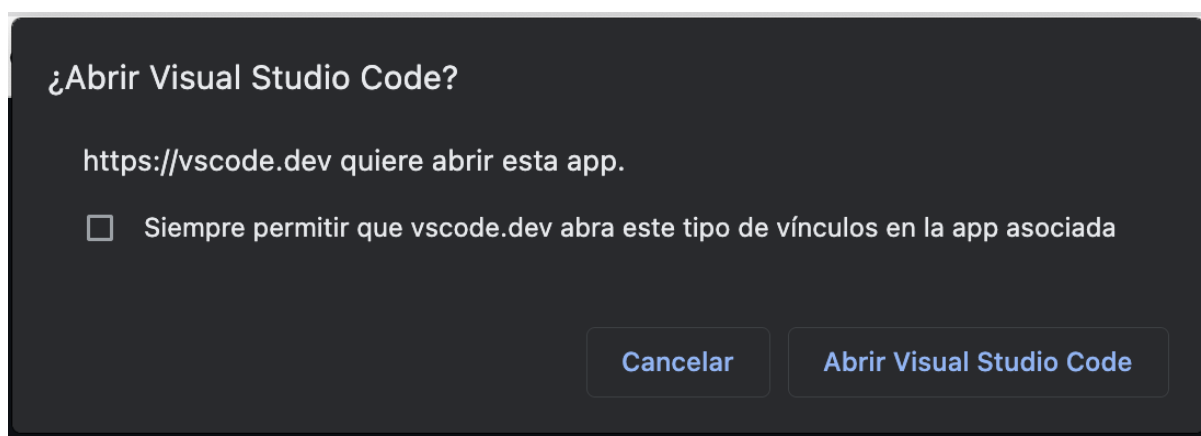 ¿Abrir Visual Studio Code?
https://vscode.dev quiere abrir esta app.
Siempre permitir que vscode.dev abra este tipo de vínculos en la app asociada
Cancelar
Abrir Visual Studio Code